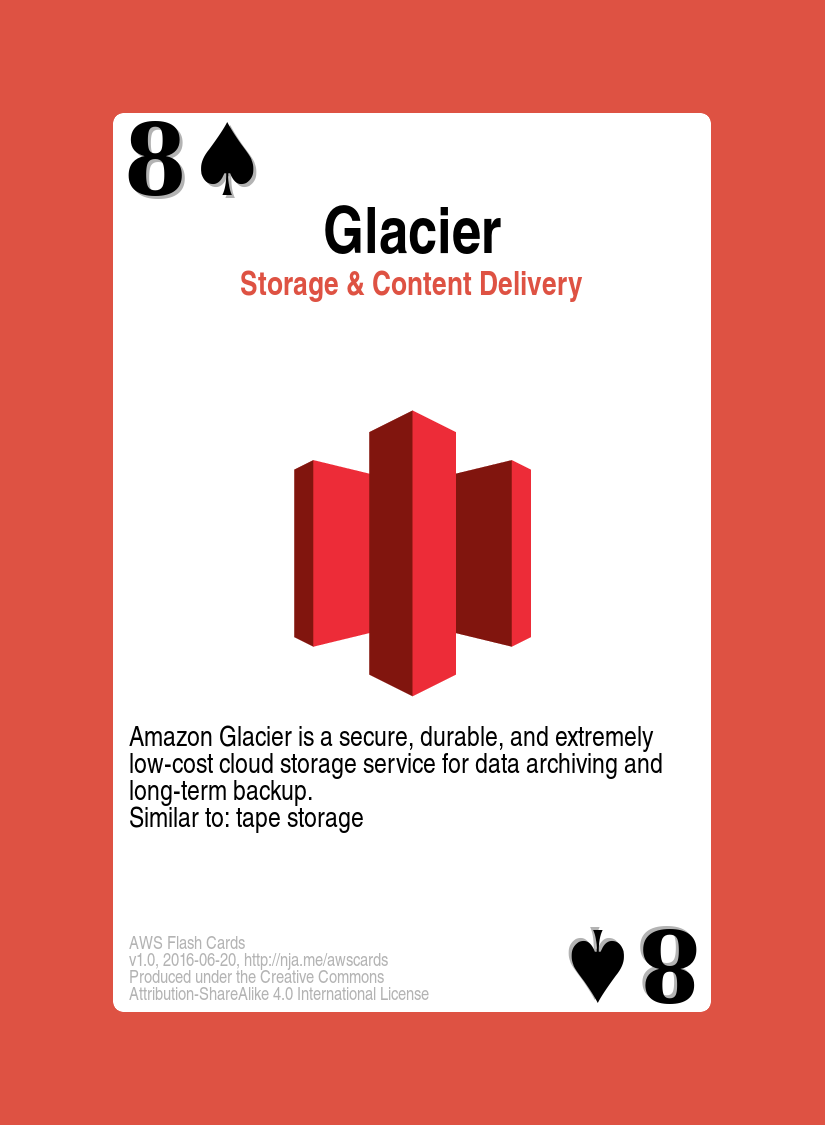 8♠
Glacier
Storage & Content Delivery
Amazon Glacier is a secure, durable, and extremely
low-cost cloud storage service for data archiving and
long-term backup.
Similar to: tape storage
AWS Flash Cards
v1.0, 2016-06-20, http://nja.me/awscards
Produced under the Creative Commons
Attribution-ShareAlike 4.0 International License
8♠